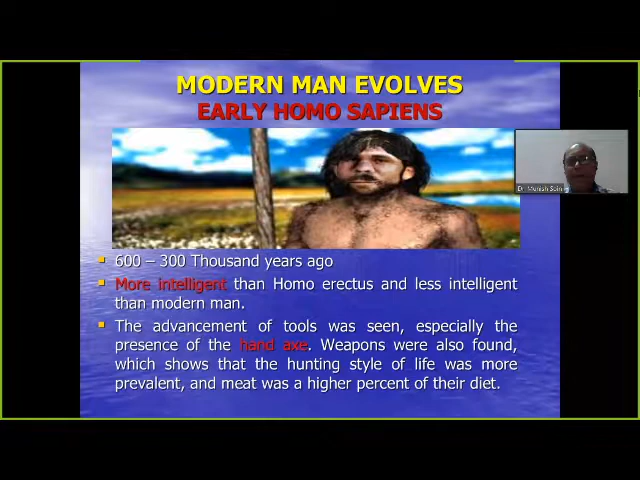 MODERN MAN EVOLVES
EARLY HOMO SAPIENS
Dr. Munish Sain
600 – 300 Thousand years ago
More intelligent than Homo erectus and less intelligent
than modern man.
The advancement of tools was seen, especially the
presence of the hand axe. Weapons were also found,
which shows that the hunting style of life was more
prevalent, and meat was a higher percent of their diet.